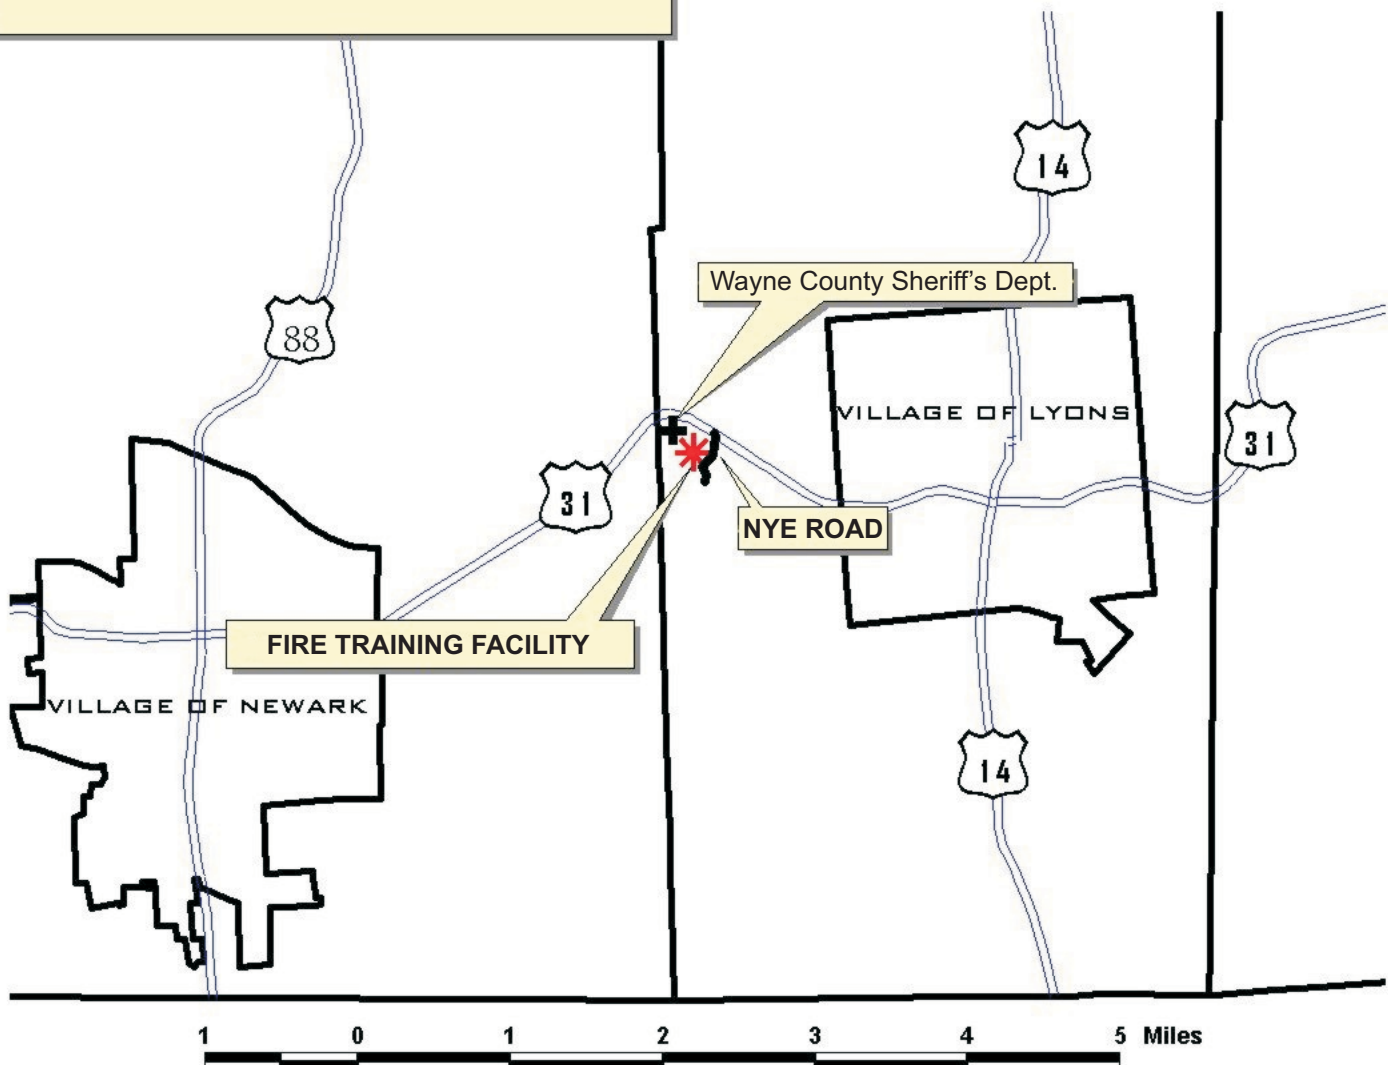 14
Wayne County Sheriff's Dept.
88
VILLAGE OF LYONS
31
31
NYE ROAD
FIRE TRAINING FACILITY
VILLAGE OF NEWARK
14
1 0 1 2 3 4 5 Miles